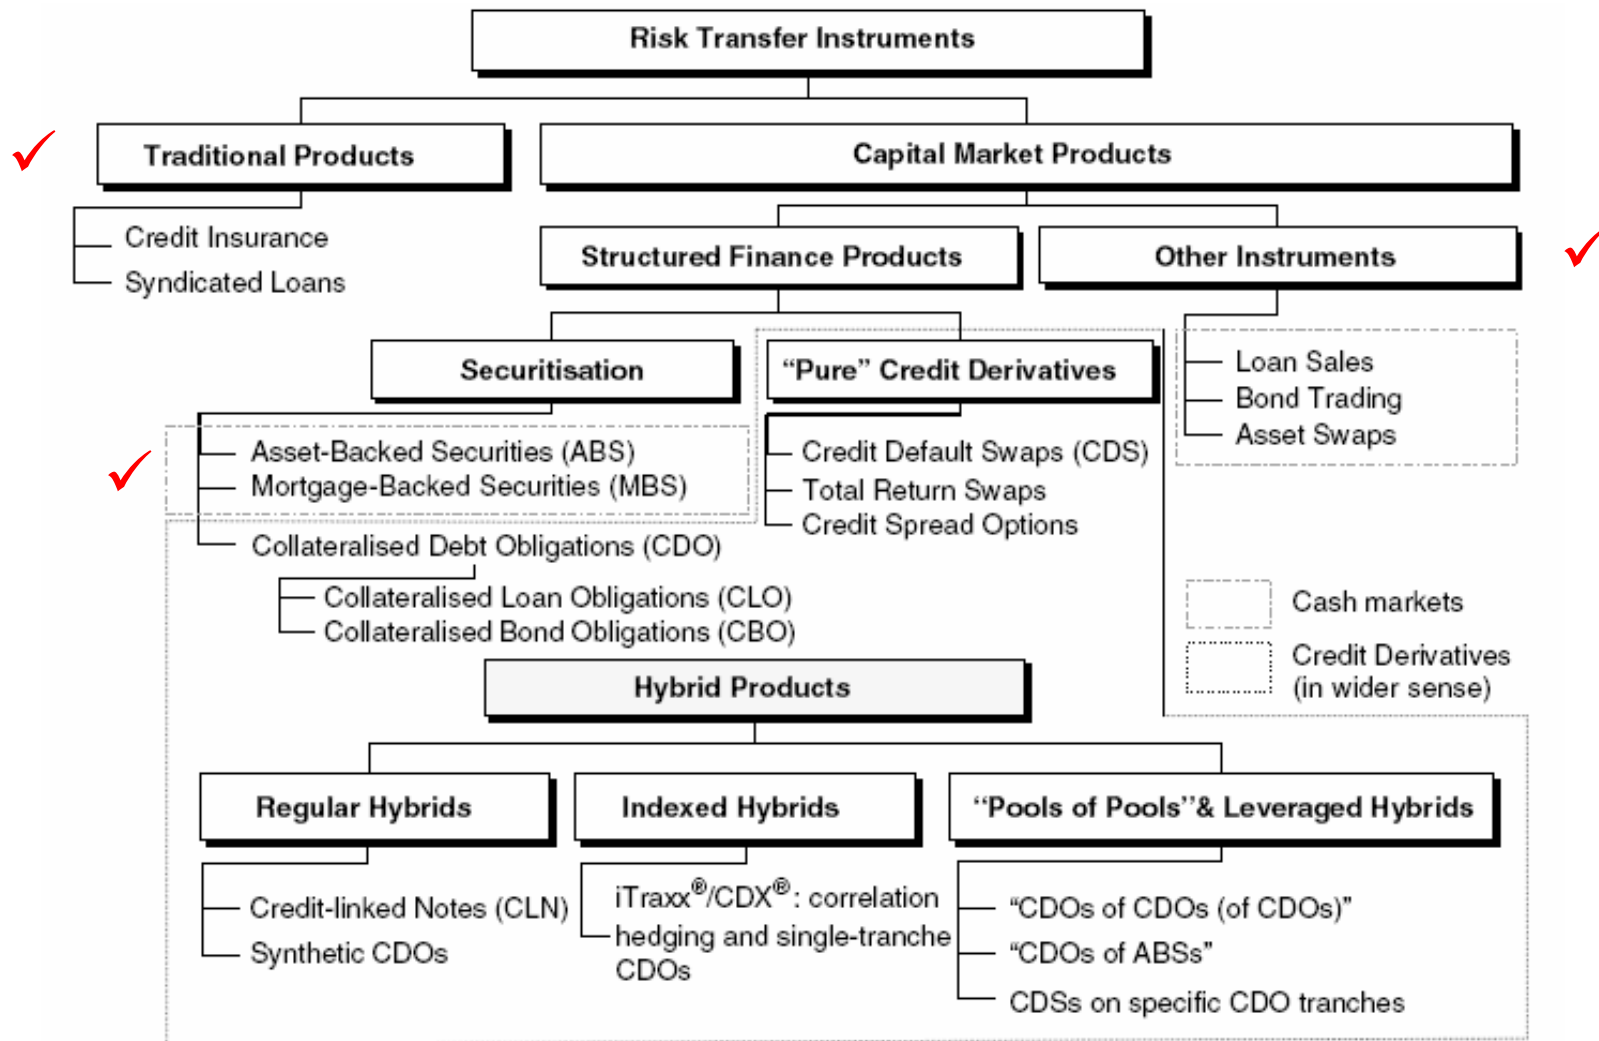 Risk Transfer Instruments
Traditional Products
Capital Market Products
Credit Insurance
Syndicated Loans
Structured Finance Products
Other Instruments
Securitisation
“Pure” Credit Derivatives
Loan Sales
Bond Trading
Asset Swaps
Asset-Backed Securities (ABS)
Mortgage-Backed Securities (MBS)
Credit Default Swaps (CDS)
Total Return Swaps
Credit Spread Options
Collateralised Debt Obligations (CDO)
Collateralised Loan Obligations (CLO)
Collateralised Bond Obligations (CBO)
Cash markets
Credit Derivatives
(in wider sense)
Hybrid Products
Regular Hybrids
Indexed Hybrids
“Pools of Pools”& Leveraged Hybrids
Credit-linked Notes (CLN)
Synthetic CDOs
iTraxx®/CDX®: correlation
hedging and single-tranche
CDOs
“CDOs of CDOs (of CDOs)”
“CDOs of ABSs”
CDSs on specific CDO tranches